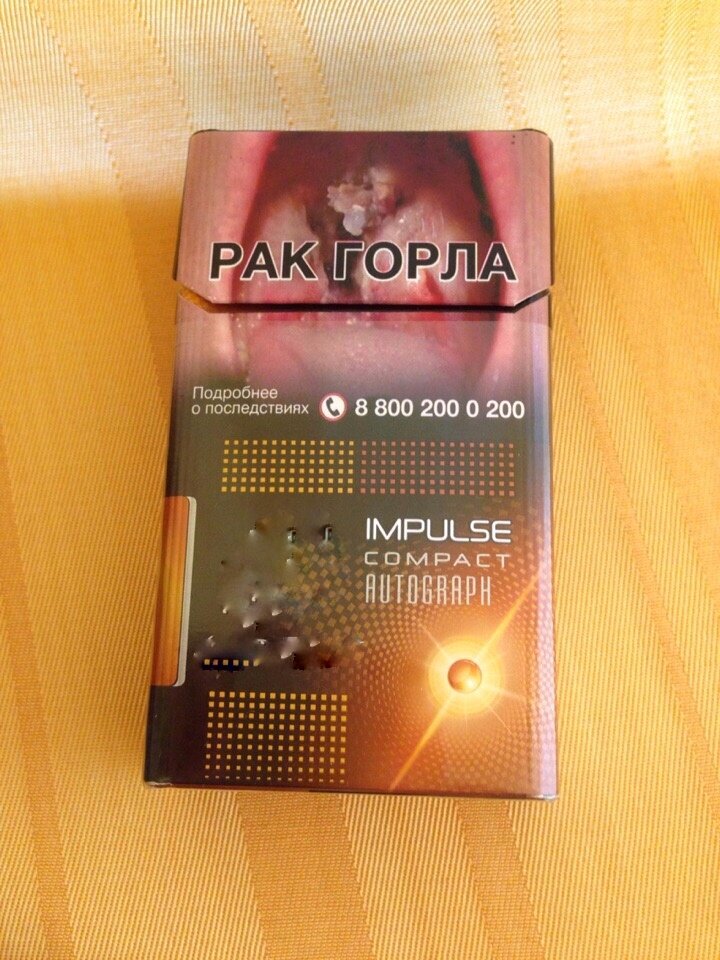 РАК ГОРЛА
Подробнее
о последствиях 8 800 200 0 200
IMPULSE
COMPACT
AUTOGRAPH